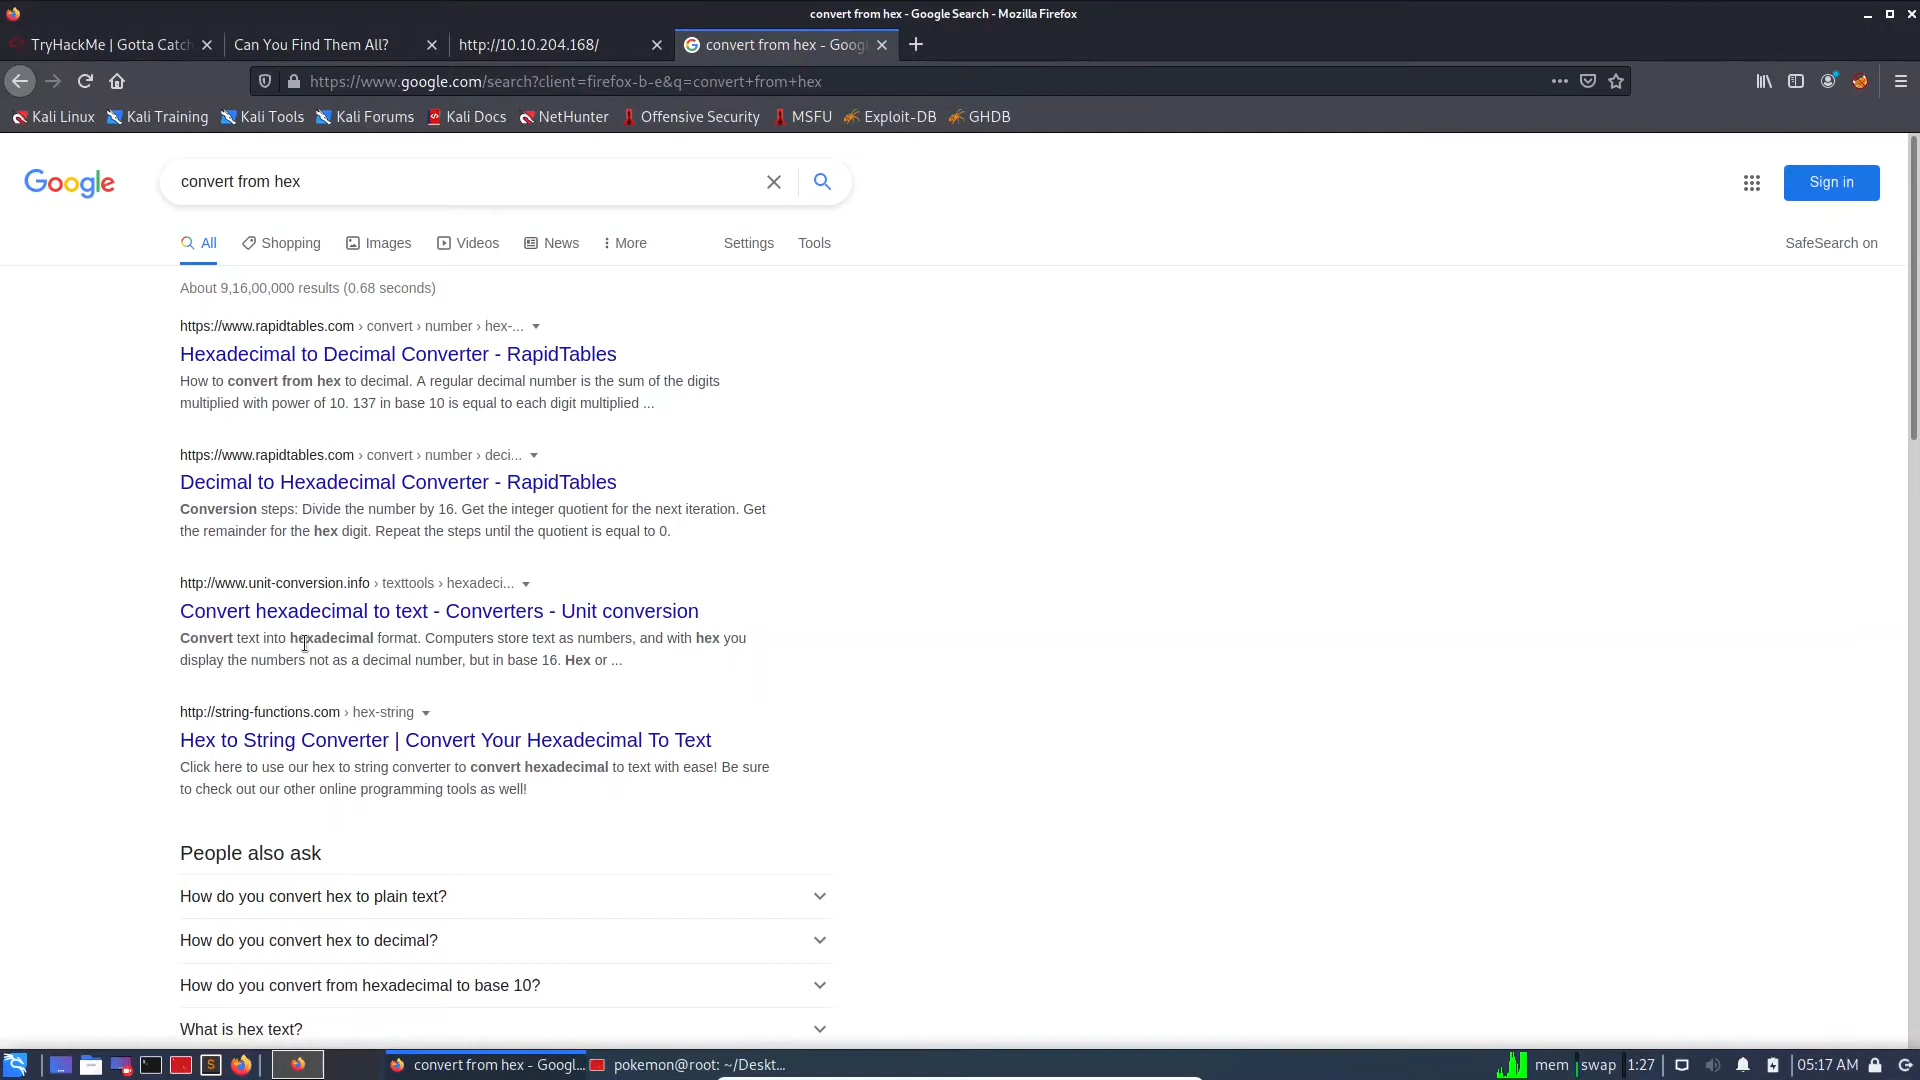 convert from hex - Google Search - Mozilla Firefox
TryHackMe | Gotta Catch
Can You Find Them All?
http://10.10.204.168/
convert from hex - Goog
https://www.google.com/search?client=firefox-b-e&q=convert+from+hex
Kali Linux
Kali Training
Kali Tools
Kali Forums
Kali Docs
NetHunter
Offensive Security
MSFU
Exploit-DB
GHDB
Google
convert from hex
Sign in
All
Shopping
Images
Videos
News
More
Settings
Tools
SafeSearch on
About 9,16,00,000 results (0.68 seconds)
https://www.rapidtables.com › convert › number › hex-...
Hexadecimal to Decimal Converter - RapidTables
How to convert from hex to decimal. A regular decimal number is the sum of the digits
multiplied with power of 10. 137 in base 10 is equal to each digit multiplied ...
https://www.rapidtables.com › convert › number › deci...
Decimal to Hexadecimal Converter - RapidTables
Conversion steps: Divide the number by 16. Get the integer quotient for the next iteration. Get
the remainder for the hex digit. Repeat the steps until the quotient is equal to 0.
http://www.unit-conversion.info › texttools › hexadeci...
Convert hexadecimal to text - Converters - Unit conversion
Convert text into hexadecimal format. Computers store text as numbers, and with hex you
display the numbers not as a decimal number, but in base 16. Hex or ...
http://string-functions.com › hex-string
Hex to String Converter | Convert Your Hexadecimal To Text
Click here to use our hex to string converter to convert hexadecimal to text with ease! Be sure
to check out our other online programming tools as well!
People also ask
How do you convert hex to plain text?
How do you convert hex to decimal?
How do you convert from hexadecimal to base 10?
What is hex text?
convert from hex - Googl...
pokemon@root: ~/Deskt...
mem
swap
1:27
05:17 AM